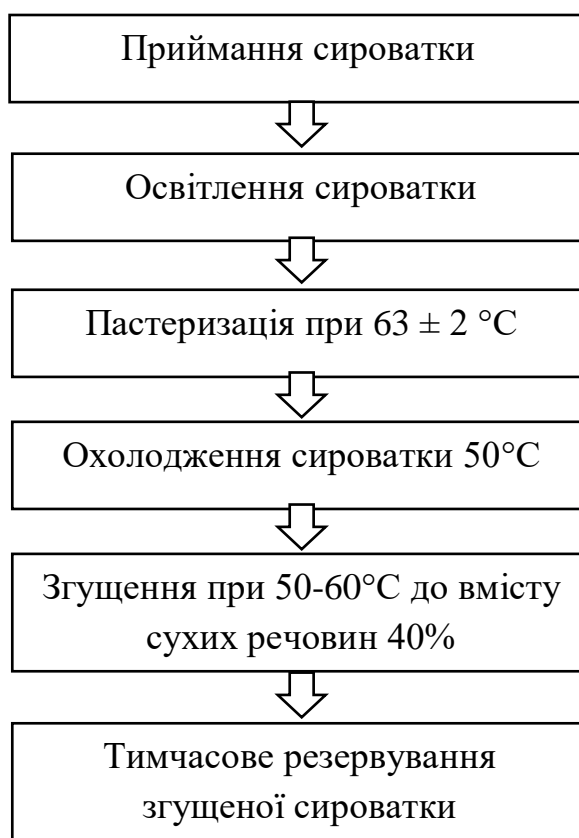 Приймання сироватки
Освітлення сироватки
Пастеризація при 63 ± 2 °С
Охолодження сироватки 50°С
Згущення при 50-60°С до вмісту
сухих речовин 40%
Тимчасове резервування
згущеної сироватки